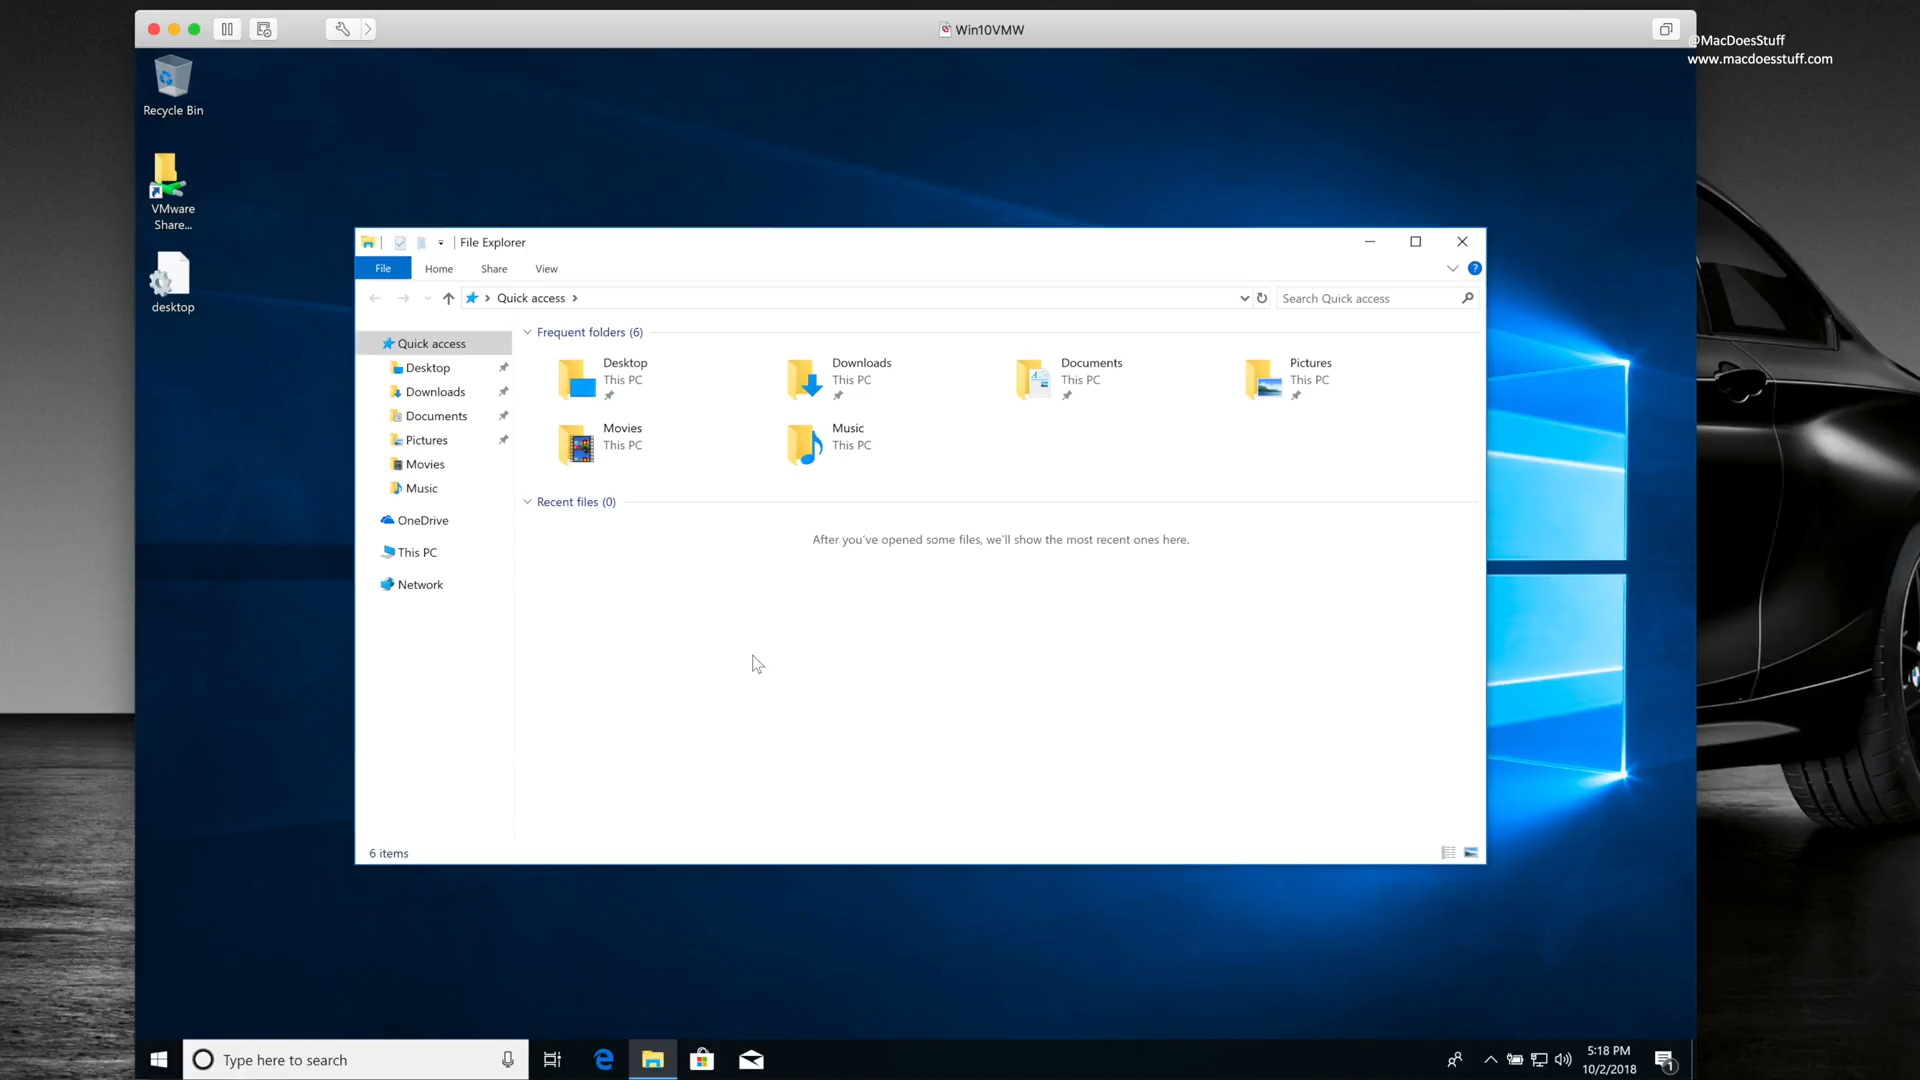 Win10VMW
@MacDoesStuff
www.macdoesstuff.com
Recycle Bin
VMware
Share...
desktop
File Explorer
File
Home
Share
View
Quick access
Search Quick access
Quick access
Desktop
Downloads
Documents
Pictures
Movies
Music
OneDrive
This PC
Network
Frequent folders (6)
Desktop
This PC
Downloads
This PC
Documents
This PC
Pictures
This PC
Movies
This PC
Music
This PC
Recent files (0)
After you've opened some files, we'll show the most recent ones here.
6 items
Type here to search
5:18 PM
10/2/2018
1